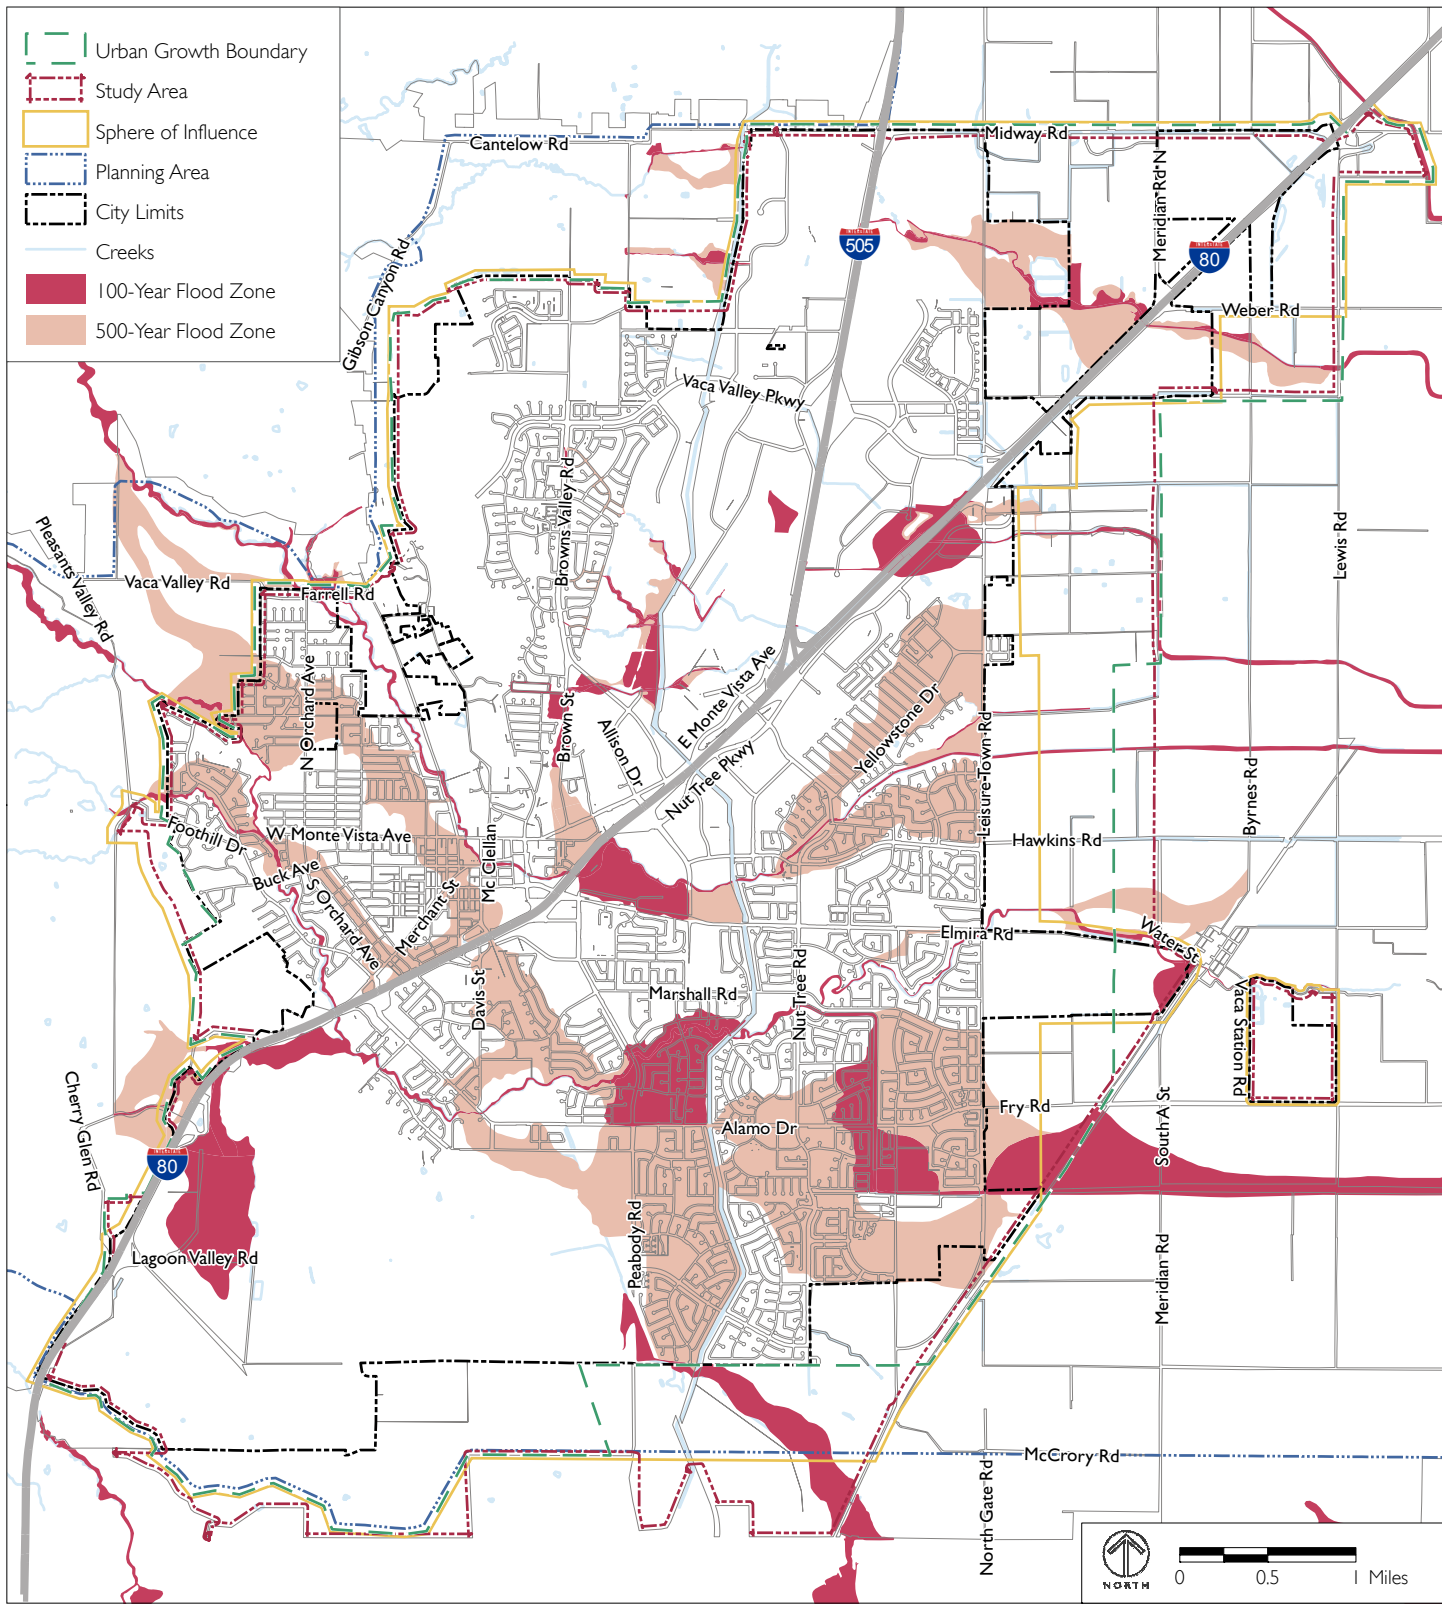 Urban Growth Boundary
Study Area
Sphere of Influence
Planning Area
City Limits
Creeks
100-Year Flood Zone
500-Year Flood Zone
Cantelow Rd
Midway Rd
Meridian Rd N
INTERSTATE
505
INTERSTATE
80
Gibson Canyon Rd
Weber Rd
Vaca Valley Pkwy
Browns Valley Rd
Pleasants Valley Rd
Vaca Valley Rd
Farrell Rd
Lewis Rd
N Orchard Ave
Brown St
Allison Dr
E Monte Vista Ave
Nut Tree Pkwy
Yellowstone Dr
Leisure Town Rd
Byrnes Rd
Foothill Dr
W Monte Vista Ave
Buck Ave
S Orchard Ave
Merchant St
Mc Clellan
Hawkins Rd
Elmira Rd
Water St
Davis St
Marshall Rd
Nut Tree Rd
Vaca Station Rd
Cherry Glen Rd
Alamo Dr
Fry Rd
South A St
INTERSTATE
80
Lagoon Valley Rd
Peabody Rd
Meridian Rd
McCrory Rd
North Gate Rd
NORTH
0 0.5 1 Miles